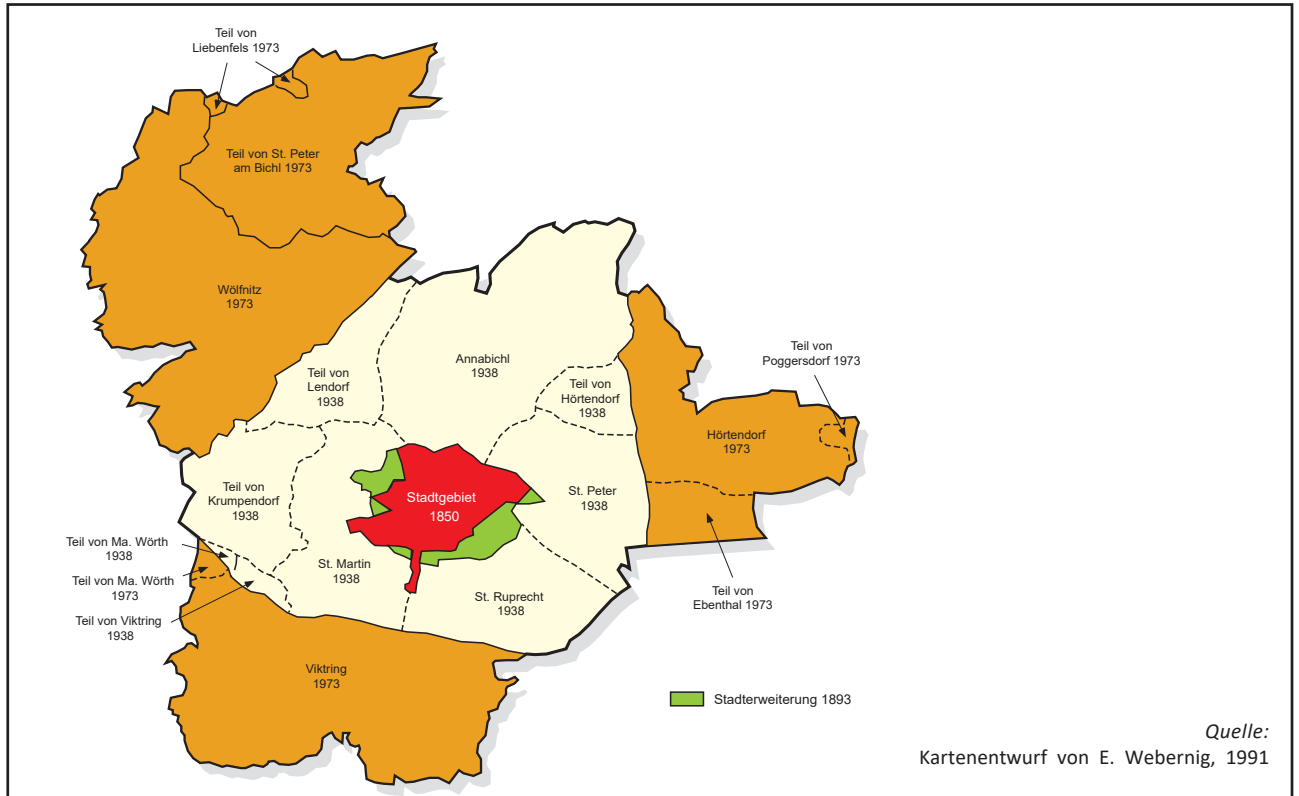 Teil von
Liebenfels 1973
Teil von St. Peter
am Bichl 1973
Wölfnitz
1973
Annabichl
1938
Teil von
Lendorf
1938
Teil von
Hörtendorf
1938
Teil von
Poggersdorf 1973
Hörtendorf
1973
Teil von
Krumpendorf
1938
Stadtgebiet
1850
St. Peter
1938
Teil von Ma. Wörth
1938
Teil von Ma. Wörth
1973
Teil von Viktring
1938
St. Martin
1938
St. Ruprecht
1938
Teil von
Ebenthal 1973
Viktring
1973
Stadterweiterung 1893
Quelle:
Kartenentwurf von E. Webernig, 1991